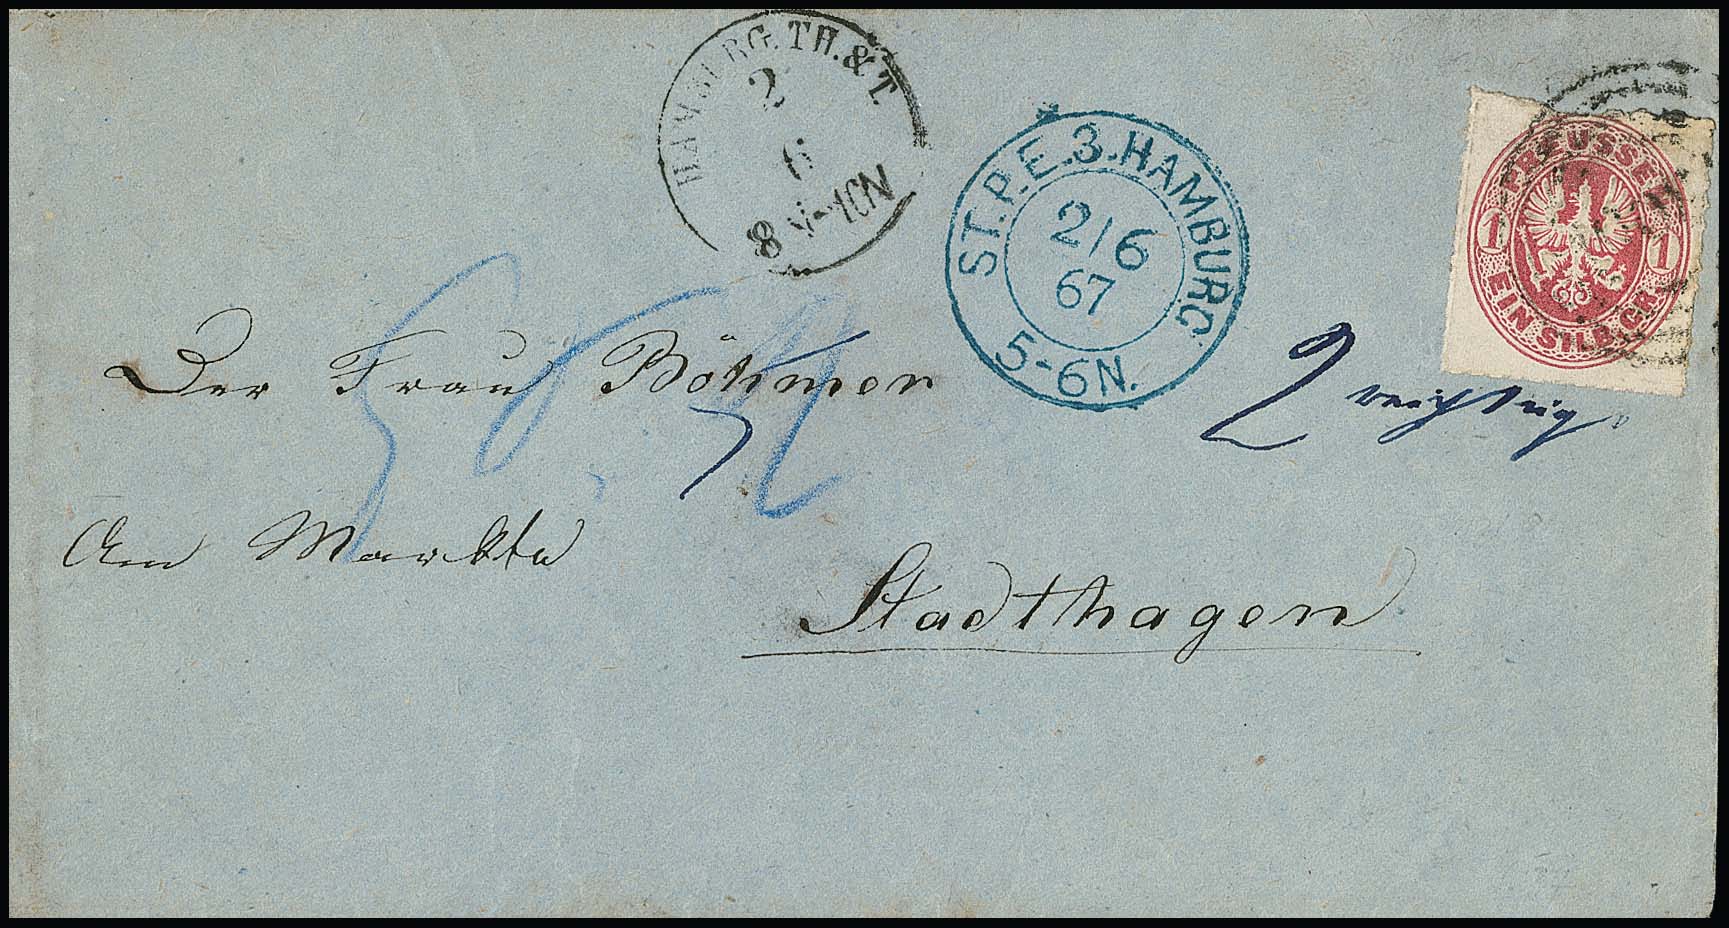 HAMBURG TH.&T.
2
6
8 N-10N
ST.P.E.3.HAMBURG.
2/6
67
5-6N.
PREUSSEN
1 1
EIN SILB.GR.
2
Der Frau Böhmer
Am Markte
Stadthagen